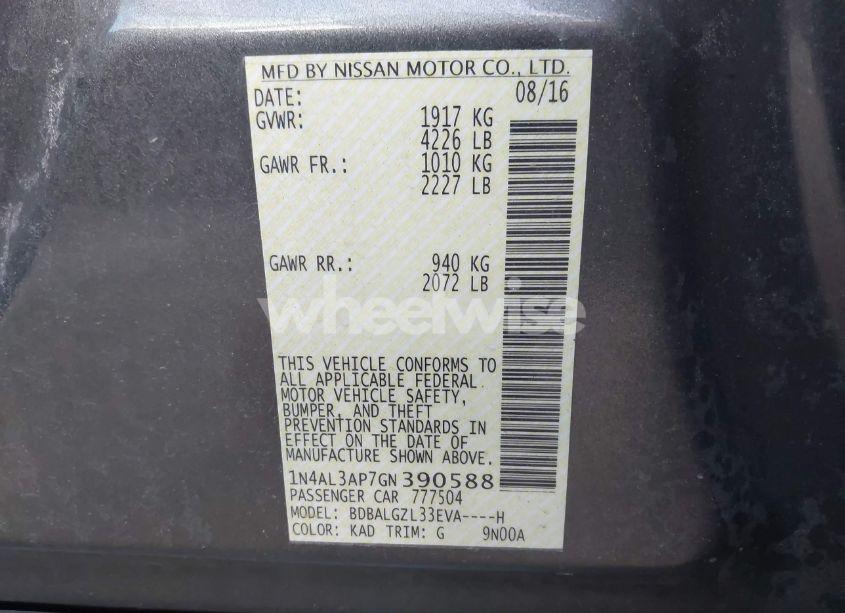 MFD BY NISSAN MOTOR CO., LTD.
DATE: 08/16
GVWR: 1917 KG
4226 LB
GAWR FR.: 1010 KG
2227 LB
GAWR RR.: 940 KG
2072 LB
wheelwise
THIS VEHICLE CONFORMS TO
ALL APPLICABLE FEDERAL
MOTOR VEHICLE SAFETY,
BUMPER, AND THEFT
PREVENTION STANDARDS IN
EFFECT ON THE DATE OF
MANUFACTURE SHOWN ABOVE.
1N4AL3AP7GN390588
PASSENGER CAR 777504
MODEL: BDBALGZL33EVA----H
COLOR: KAD TRIM: G 9N00A